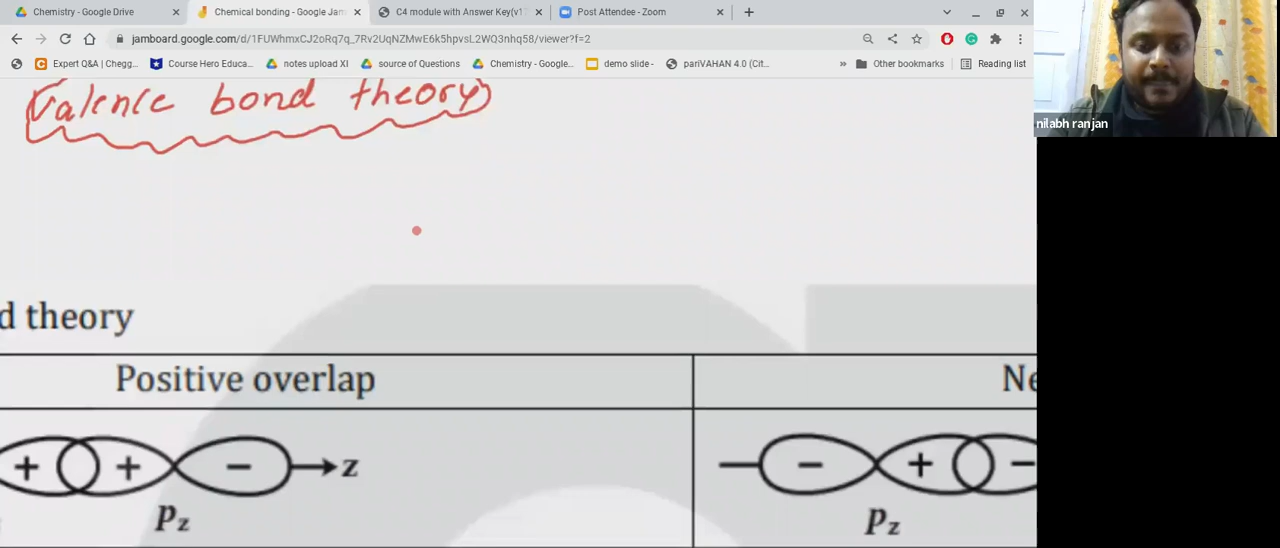 Chemistry - Google Drive
Chemical bonding - Google Jam
C4 module with Answer Key(v1
Post Attendee - Zoom
jamboard.google.com/d/1FUWhmxCJ2oRq7q_7Rv2UqNZMwE6k5hpvsL2WQ3nhq58/viewer?f=2
Expert Q&A | Chegg... Course Hero Educa... notes upload XI source of Questions Chemistry - Google... demo slide - pariVAHAN 4.0 (Cit... » Other bookmarks Reading list
Valence bond theory
nilabh ranjan
d theory
Positive overlap Ne
+ + - z - + -
pz pz